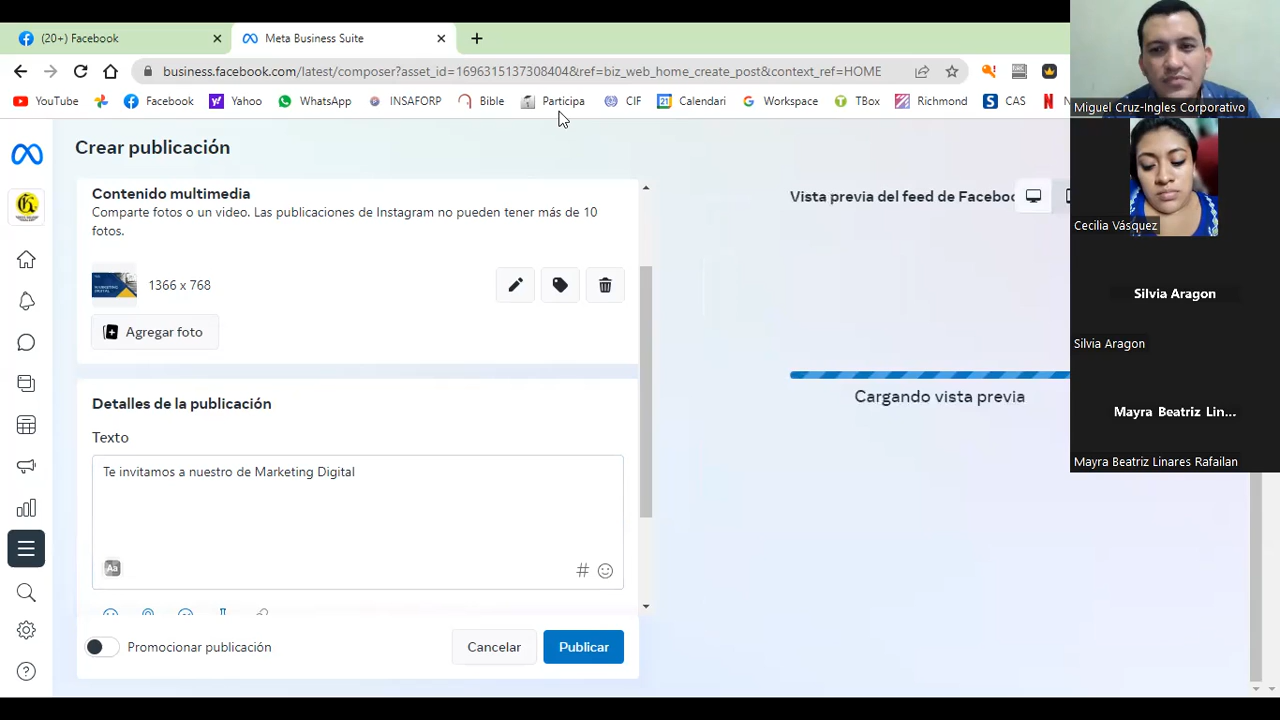 (20+) Facebook
Meta Business Suite
business.facebook.com/latest/composer?asset_id=1696315137308404&ref=biz_web_home_create_post&context_ref=HOME
YouTube
Facebook
Yahoo
WhatsApp
INSAFORP
Bible
Participa
CIF
Calendari
Workspace
TBox
Richmond
CAS
Miguel Cruz-Ingles Corporativo
Crear publicación
Contenido multimedia
Comparte fotos o un video. Las publicaciones de Instagram no pueden tener más de 10
fotos.
MARKETING
DIGITAL
1366 x 768
Agregar foto
Detalles de la publicación
Texto
Te invitamos a nuestro de Marketing Digital
Aa
#
Promocionar publicación
Cancelar
Publicar
Vista previa del feed de Faceboo
Cargando vista previa
Cecilia Vásquez
Silvia Aragon
Silvia Aragon
Mayra Beatriz Lin...
Mayra Beatriz Linares Rafailan